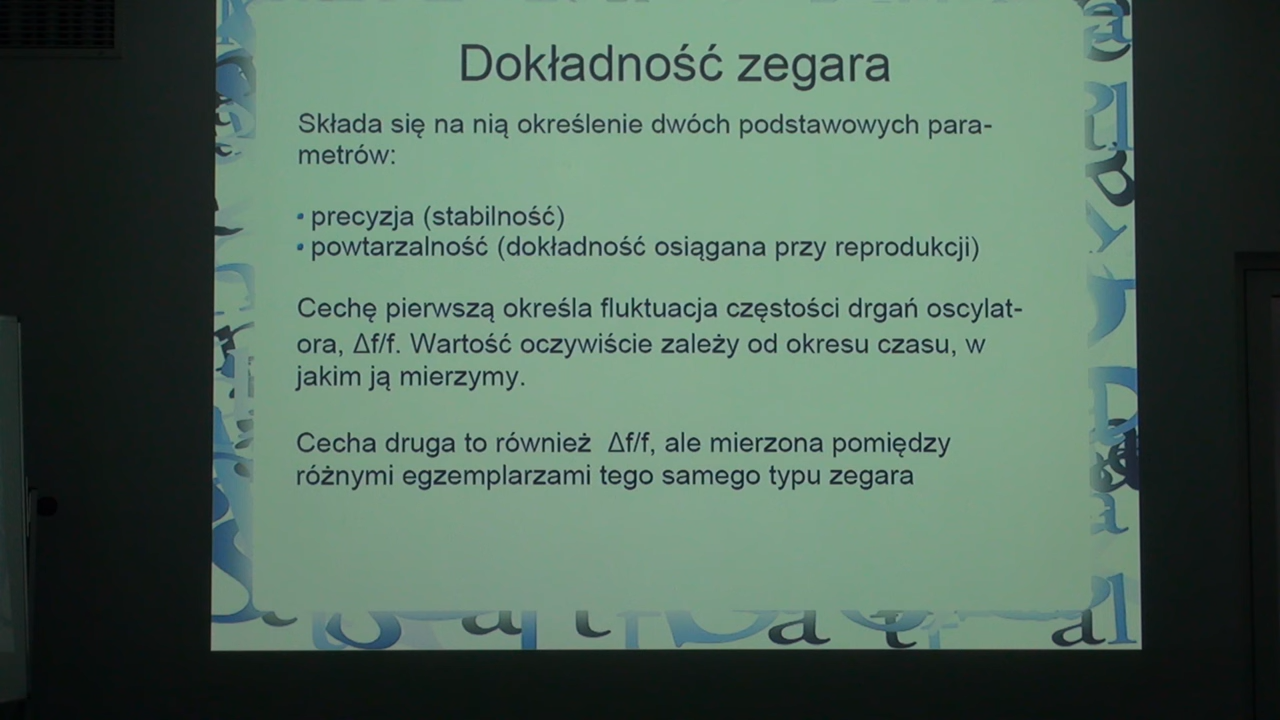 Dokładność zegara
Składa się na nią określenie dwóch podstawowych para-
metrów:
• precyzja (stabilność)
• powtarzalność (dokładność osiągana przy reprodukcji)
Cechę pierwszą określa fluktuacja częstości drgań oscylat-
ora, Δf/f. Wartość oczywiście zależy od okresu czasu, w
jakim ją mierzymy.
Cecha druga to również Δf/f, ale mierzona pomiędzy
różnymi egzemplarzami tego samego typu zegara